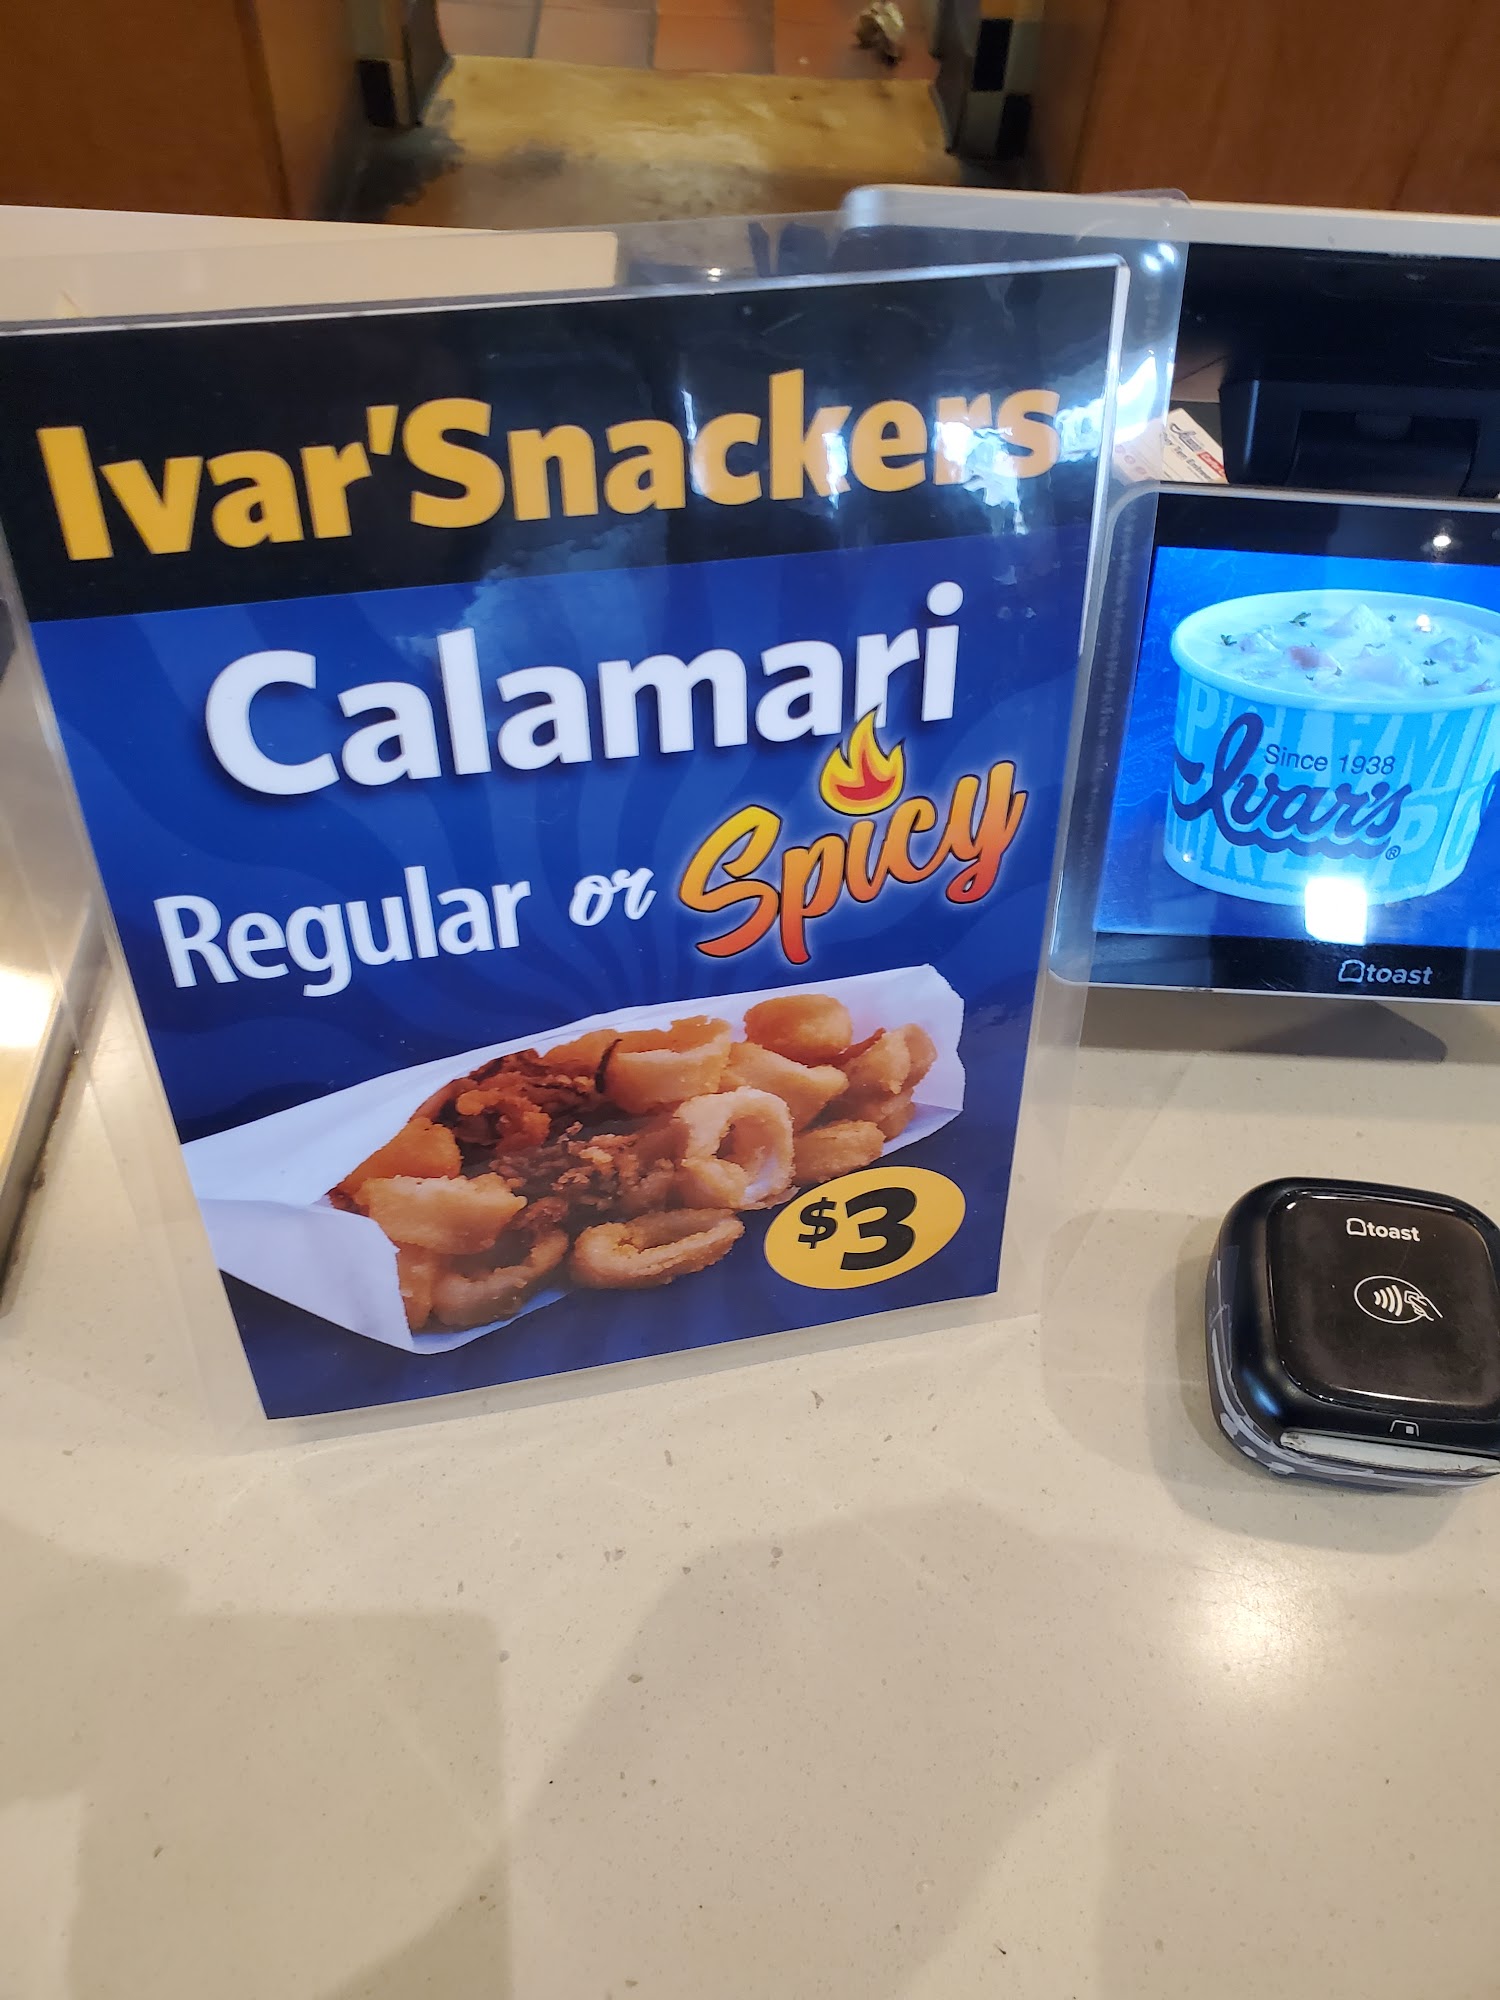 Ivar'Snackers
Calamari
Regular or Spicy
$3
Since 1938
Ivar's®
toast
toast